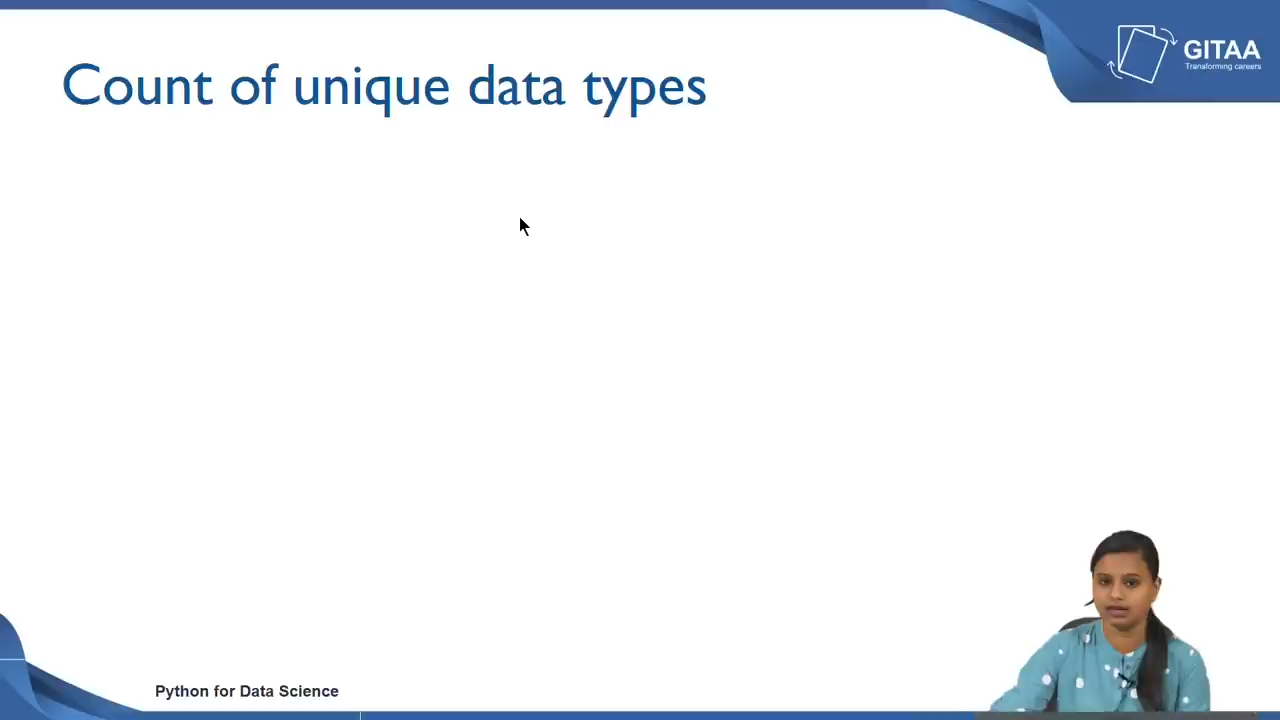 GITAA
Transforming careers
Count of unique data types
Python for Data Science